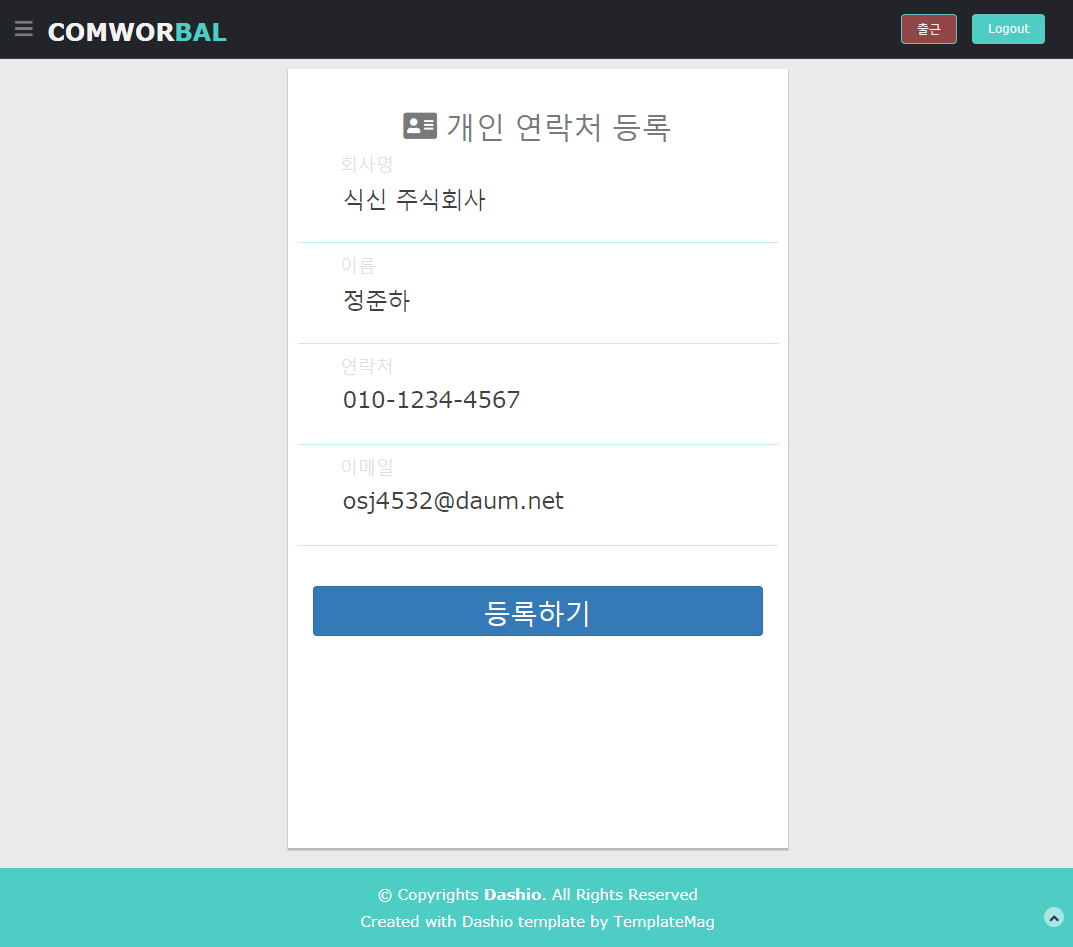 COMWORBAL
출근
Logout
개인 연락처 등록
회사명
식신 주식회사
이름
정준하
연락처
010-1234-4567
이메일
osj4532@daum.net
등록하기
© Copyrights Dashio. All Rights Reserved
Created with Dashio template by TemplateMag